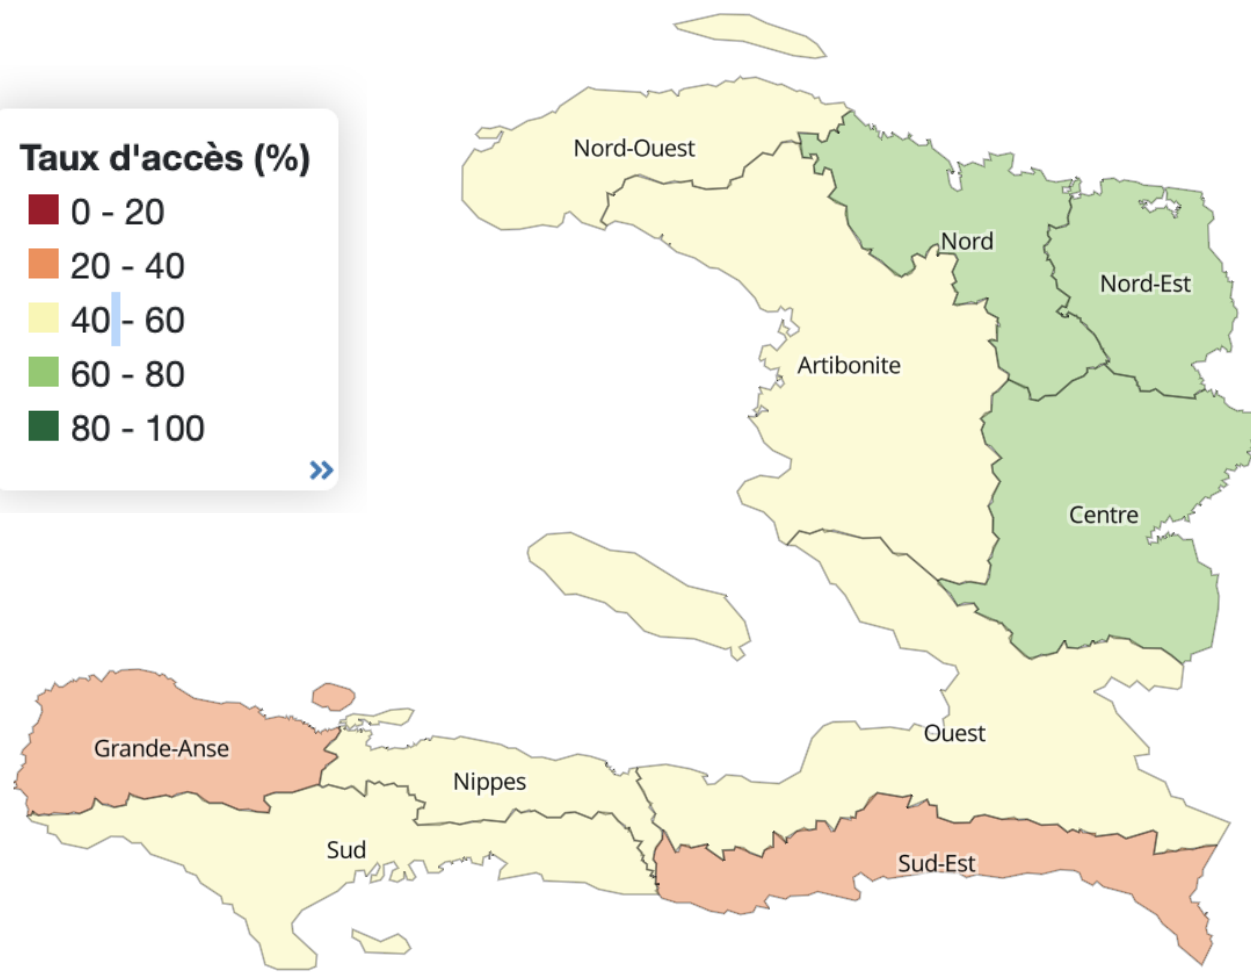 Taux d'accès (%)
0 - 20
20 - 40
40 - 60
60 - 80
80 - 100
»
Nord-Ouest
Nord
Nord-Est
Artibonite
Centre
Ouest
Grande-Anse
Nippes
Sud
Sud-Est